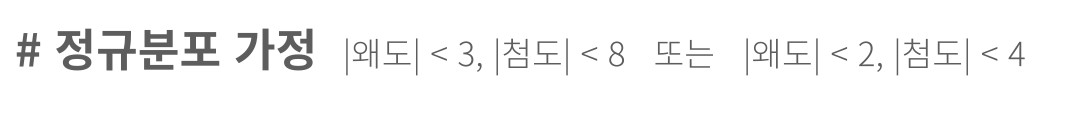 # 정규분포 가정 |왜도| < 3, |첨도| < 8 또는 |왜도| < 2, |첨도| < 4